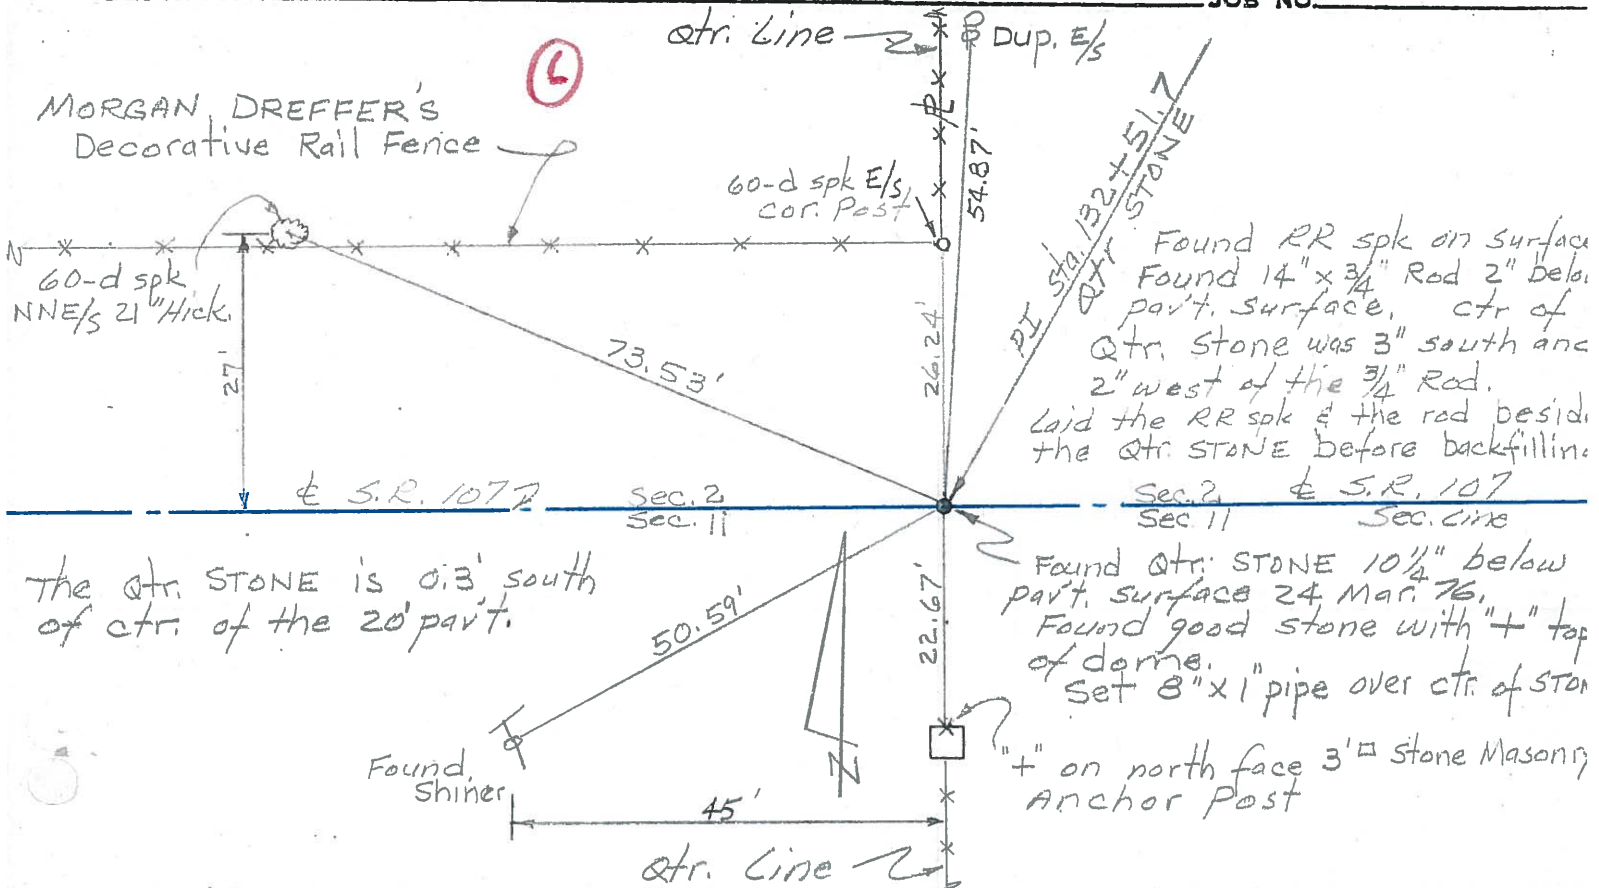 JOB NO.
Qtr. Line
Dup. E/s
6
MORGAN DREFFER'S
Decorative Rail Fence
60-d spk E/s
cor. Post
54.87'
PI Sta. 132+51.7
Qtr STONE
60-d spk
NNE/s 21" Hick.
27'
73.53'
26.24'
Found RR spk on surface
Found 14" x 3/4" Rod 2" belo
pav't. surface. ctr of
Qtr. Stone was 3" south and
2" west of the 3/4" Rod.
Laid the RR spk & the rod besid
the Qtr. STONE before backfilling
℄ S.R. 107
Sec. 2
Sec. 11
Sec. 2
Sec. 11
℄ S.R. 107
Sec. Line
The Qtr. STONE is 0.3' south
of ctr. of the 20' pav't.
50.59'
22.67'
N
Found Qtr. STONE 10 1/4" below
pav't. surface 24 Mar. 76.
Found good stone with "+" top
of dome.
Set 8" x 1" pipe over ctr. of STON
Found
Shiner
45'
"+" on north face 3' □ Stone Masonry
Anchor Post
Qtr. Line